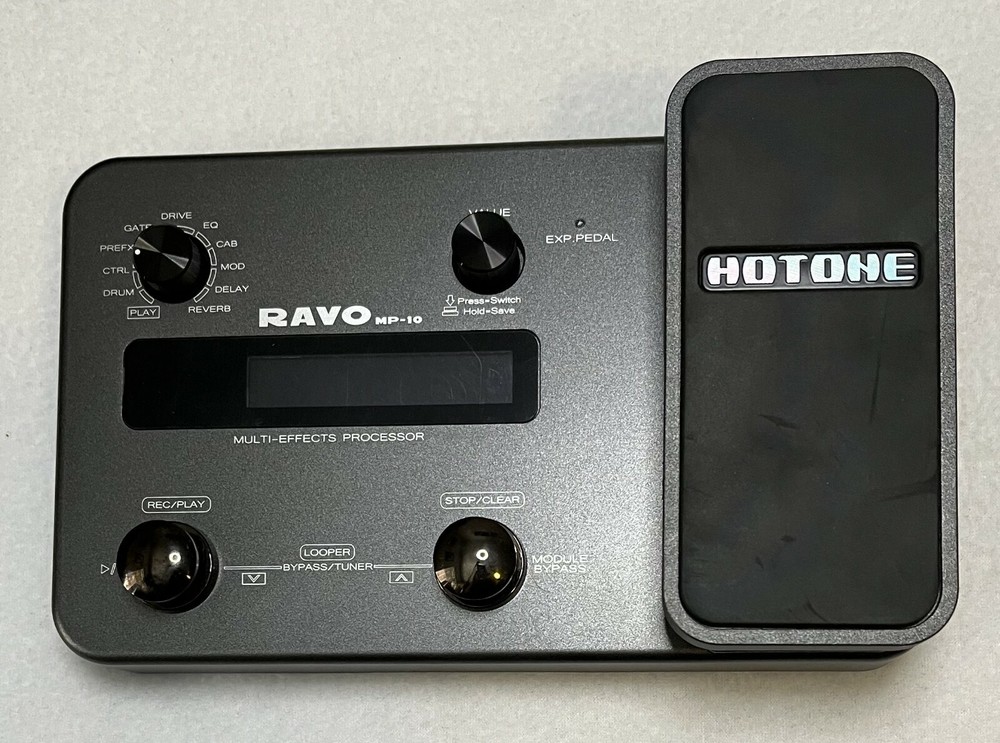 DRIVE
GATE
EQ
PREFX
CAB
CTRL
MOD
DRUM
DELAY
PLAY
REVERB
VALUE
EXP.PEDAL
Press=Switch
Hold=Save
RAVO MP-10
HOTONE
MULTI-EFFECTS PROCESSOR
REC/PLAY
STOP/CLEAR
LOOPER
BYPASS/TUNER
MODULE
BYPASS